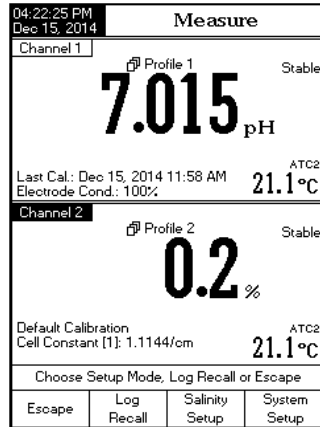 04:22:25 PM
Dec 15, 2014
Measure
Channel 1
Profile 1
Stable
7.015 pH
ATC2
Last Cal.: Dec 15, 2014 11:58 AM
21.1°C
Electrode Cond.: 100%
Channel 2
Profile 2
Stable
0.2 %
Default Calibration
ATC2
Cell Constant [1]: 1.1144/cm
21.1°C
Choose Setup Mode, Log Recall or Escape
Escape
Log Recall
Salinity Setup
System Setup